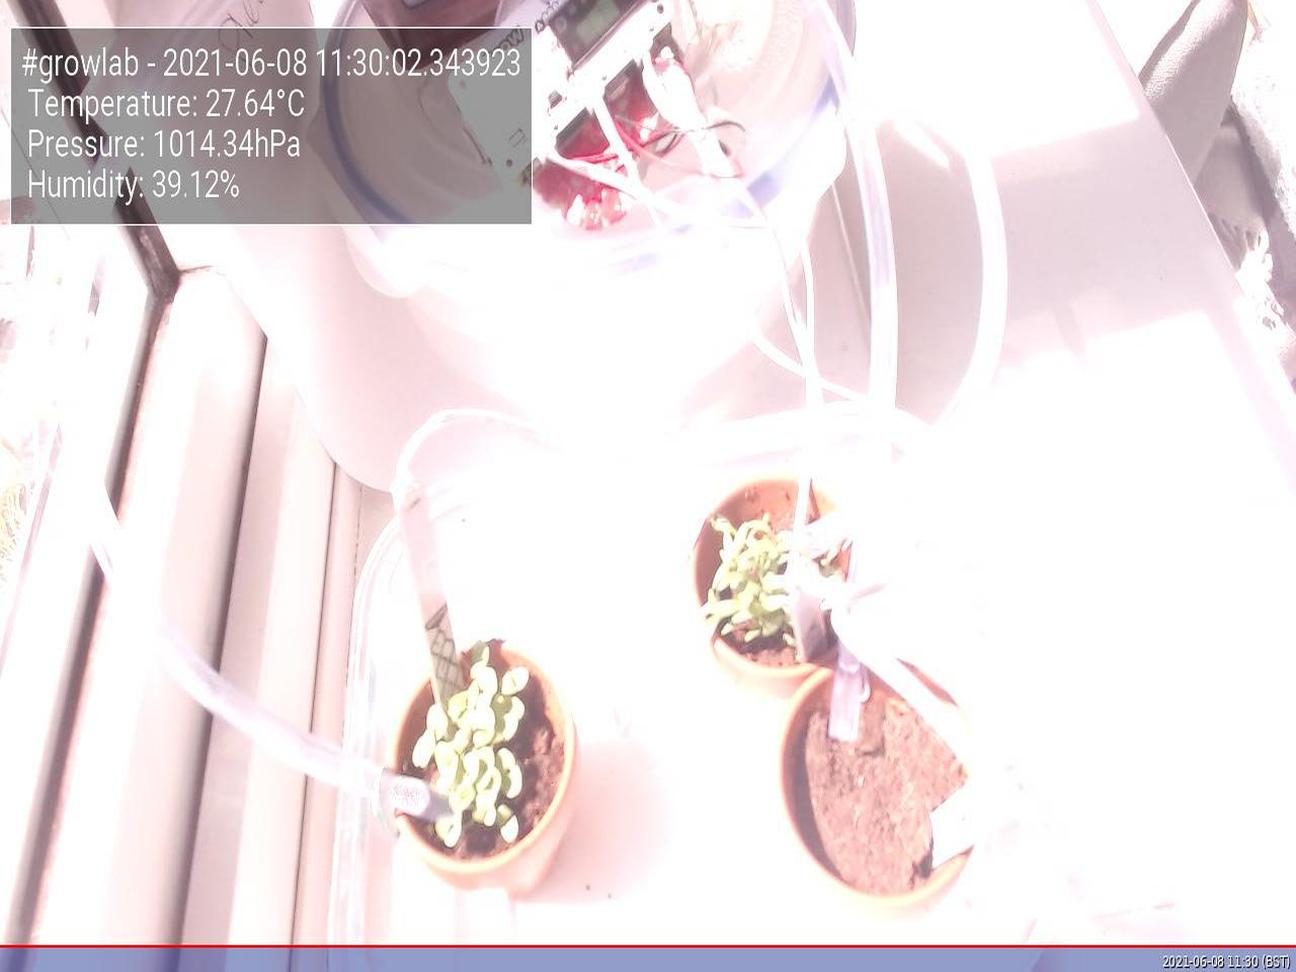 #growlab - 2021-06-08 11:30:02.343923
Temperature: 27.64°C
Pressure: 1014.34hPa
Humidity: 39.12%
2021-06-08 11:30 (BST)